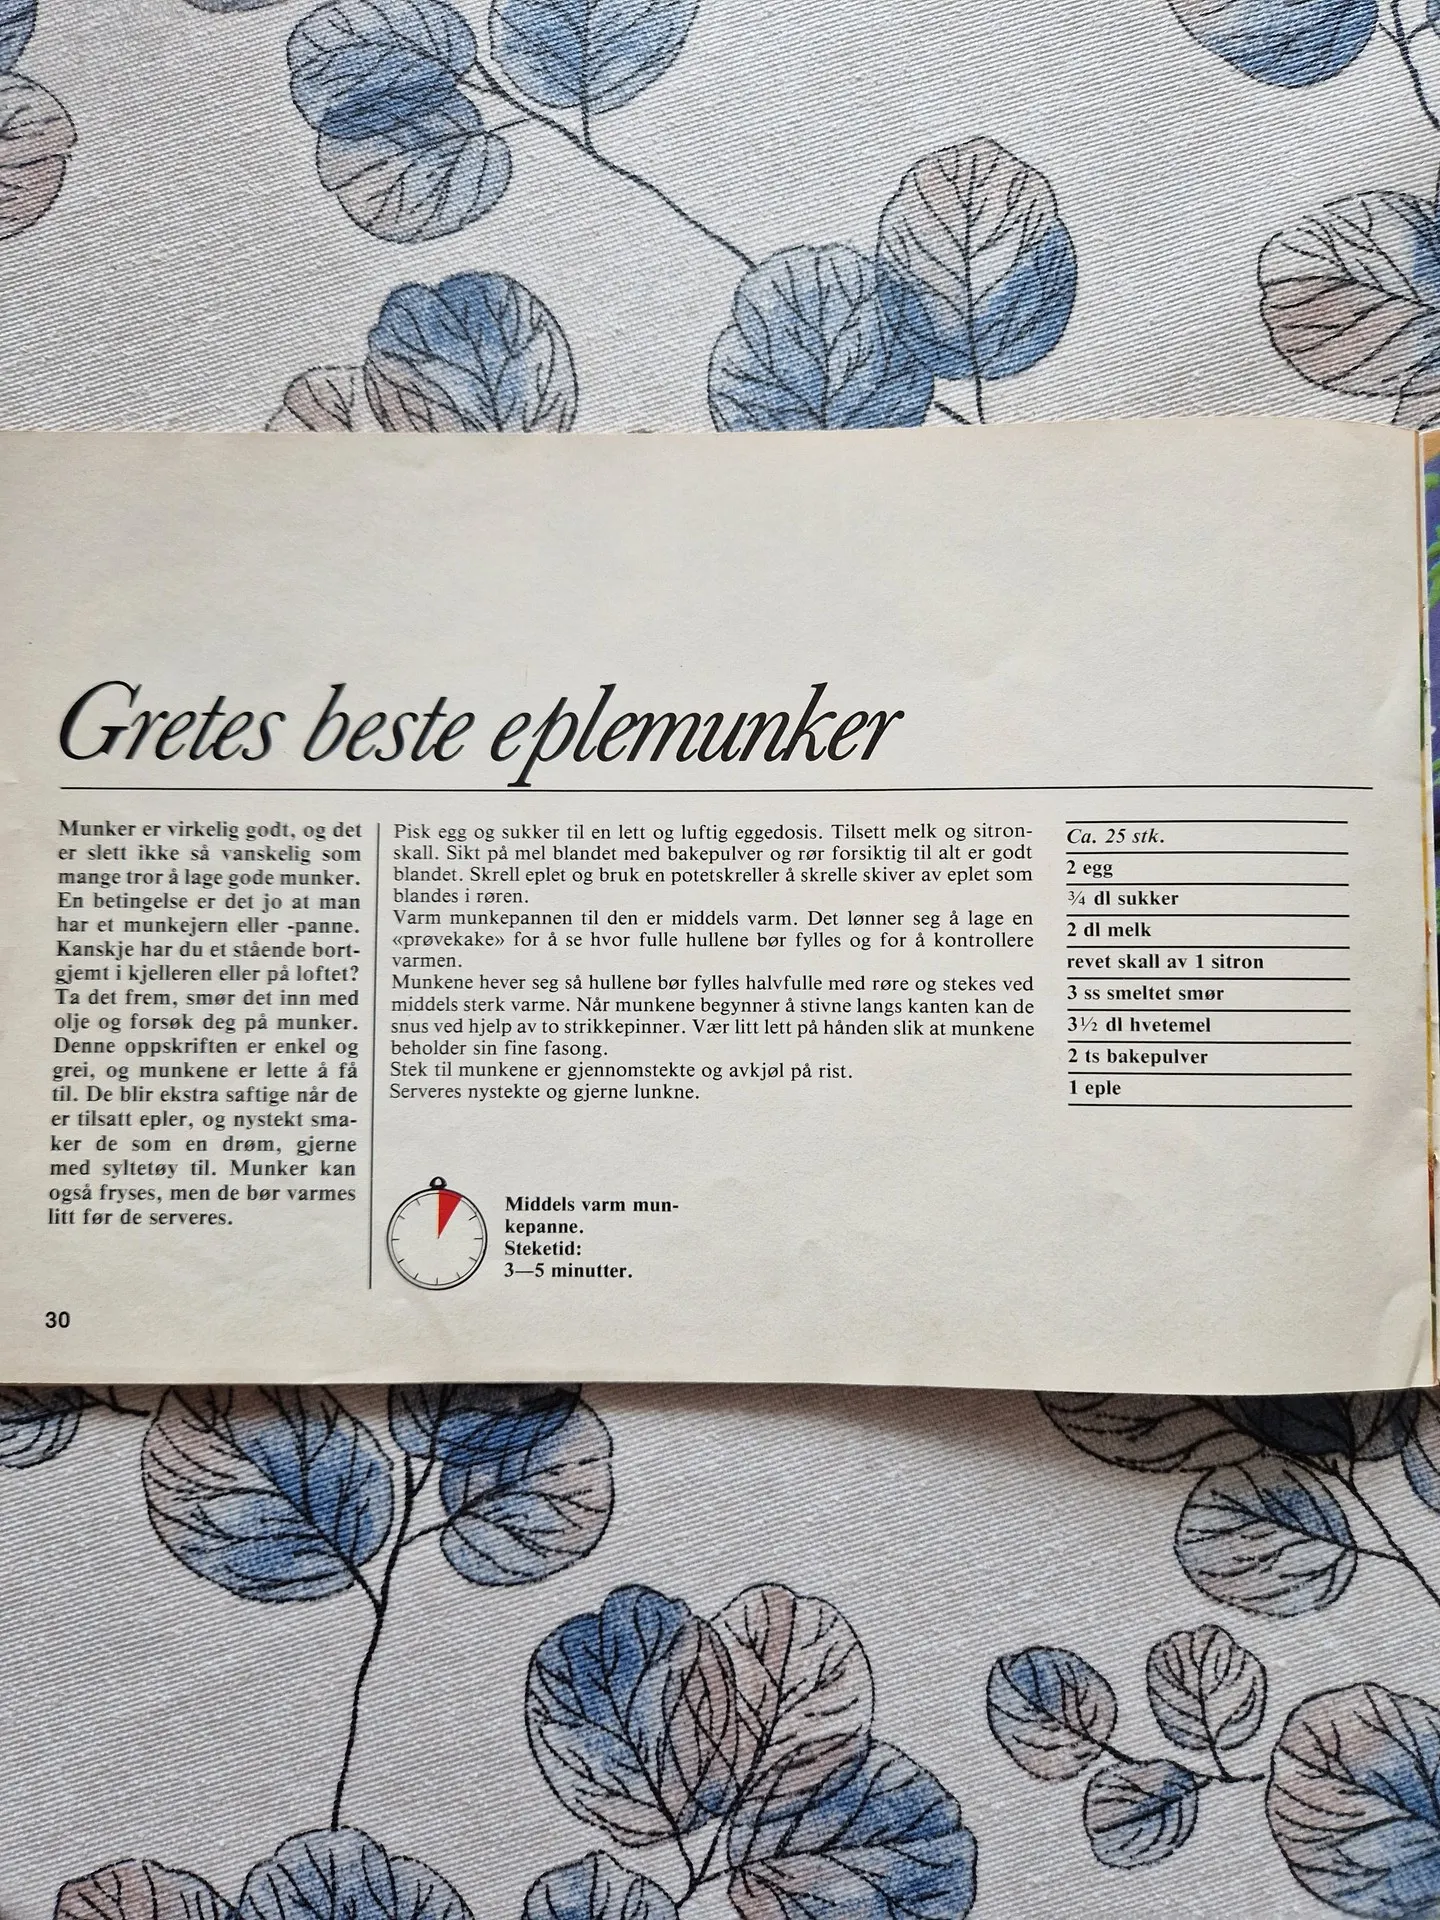 Gretes beste eplemunker
Munker er virkelig godt, og det
er slett ikke så vanskelig som
mange tror å lage gode munker.
En betingelse er det jo at man
har et munkejern eller -panne.
Kanskje har du et stående bort-
gjemt i kjelleren eller på loftet?
Ta det frem, smør det inn med
olje og forsøk deg på munker.
Denne oppskriften er enkel og
grei, og munkene er lette å få
til. De blir ekstra saftige når de
er tilsatt epler, og nystekt sma-
ker de som en drøm, gjerne
med syltetøy til. Munker kan
også fryses, men de bør varmes
litt før de serveres.
Pisk egg og sukker til en lett og luftig eggedosis. Tilsett melk og sitron-
skall. Sikt på mel blandet med bakepulver og rør forsiktig til alt er godt
blandet. Skrell eplet og bruk en potetskreller å skrelle skiver av eplet som
blandes i røren.
Varm munkepannen til den er middels varm. Det lønner seg å lage en
«prøvekake» for å se hvor fulle hullene bør fylles og for å kontrollere
varmen.
Munkene hever seg så hullene bør fylles halvfulle med røre og stekes ved
middels sterk varme. Når munkene begynner å stivne langs kanten kan de
snus ved hjelp av to strikkepinner. Vær litt lett på hånden slik at munkene
beholder sin fine fasong.
Stek til munkene er gjennomstekte og avkjøl på rist.
Serveres nystekte og gjerne lunkne.
Ca. 25 stk.
2 egg
¾ dl sukker
2 dl melk
revet skall av 1 sitron
3 ss smeltet smør
3½ dl hvetemel
2 ts bakepulver
1 eple
Middels varm mun-
kepanne.
Steketid:
3—5 minutter.
30